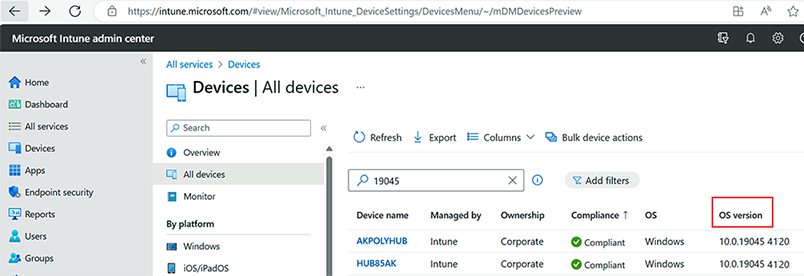 https://intune.microsoft.com/#view/Microsoft_Intune_DeviceSettings/DevicesMenu/~/mDMDevicesPreview
Microsoft Intune admin center
Home
Dashboard
All services
Devices
Apps
Endpoint security
Reports
Users
Groups
All services > Devices
Devices | All devices ...
Search
Overview
All devices
Monitor
By platform
Windows
iOS/iPadOS
Refresh Export Columns Bulk device actions
19045 Add filters
Device name Managed by Ownership Compliance ↑ OS OS version
AKPOLYHUB Intune Corporate Compliant Windows 10.0.19045 4120
HUB85AK Intune Corporate Compliant Windows 10.0.19045 4120